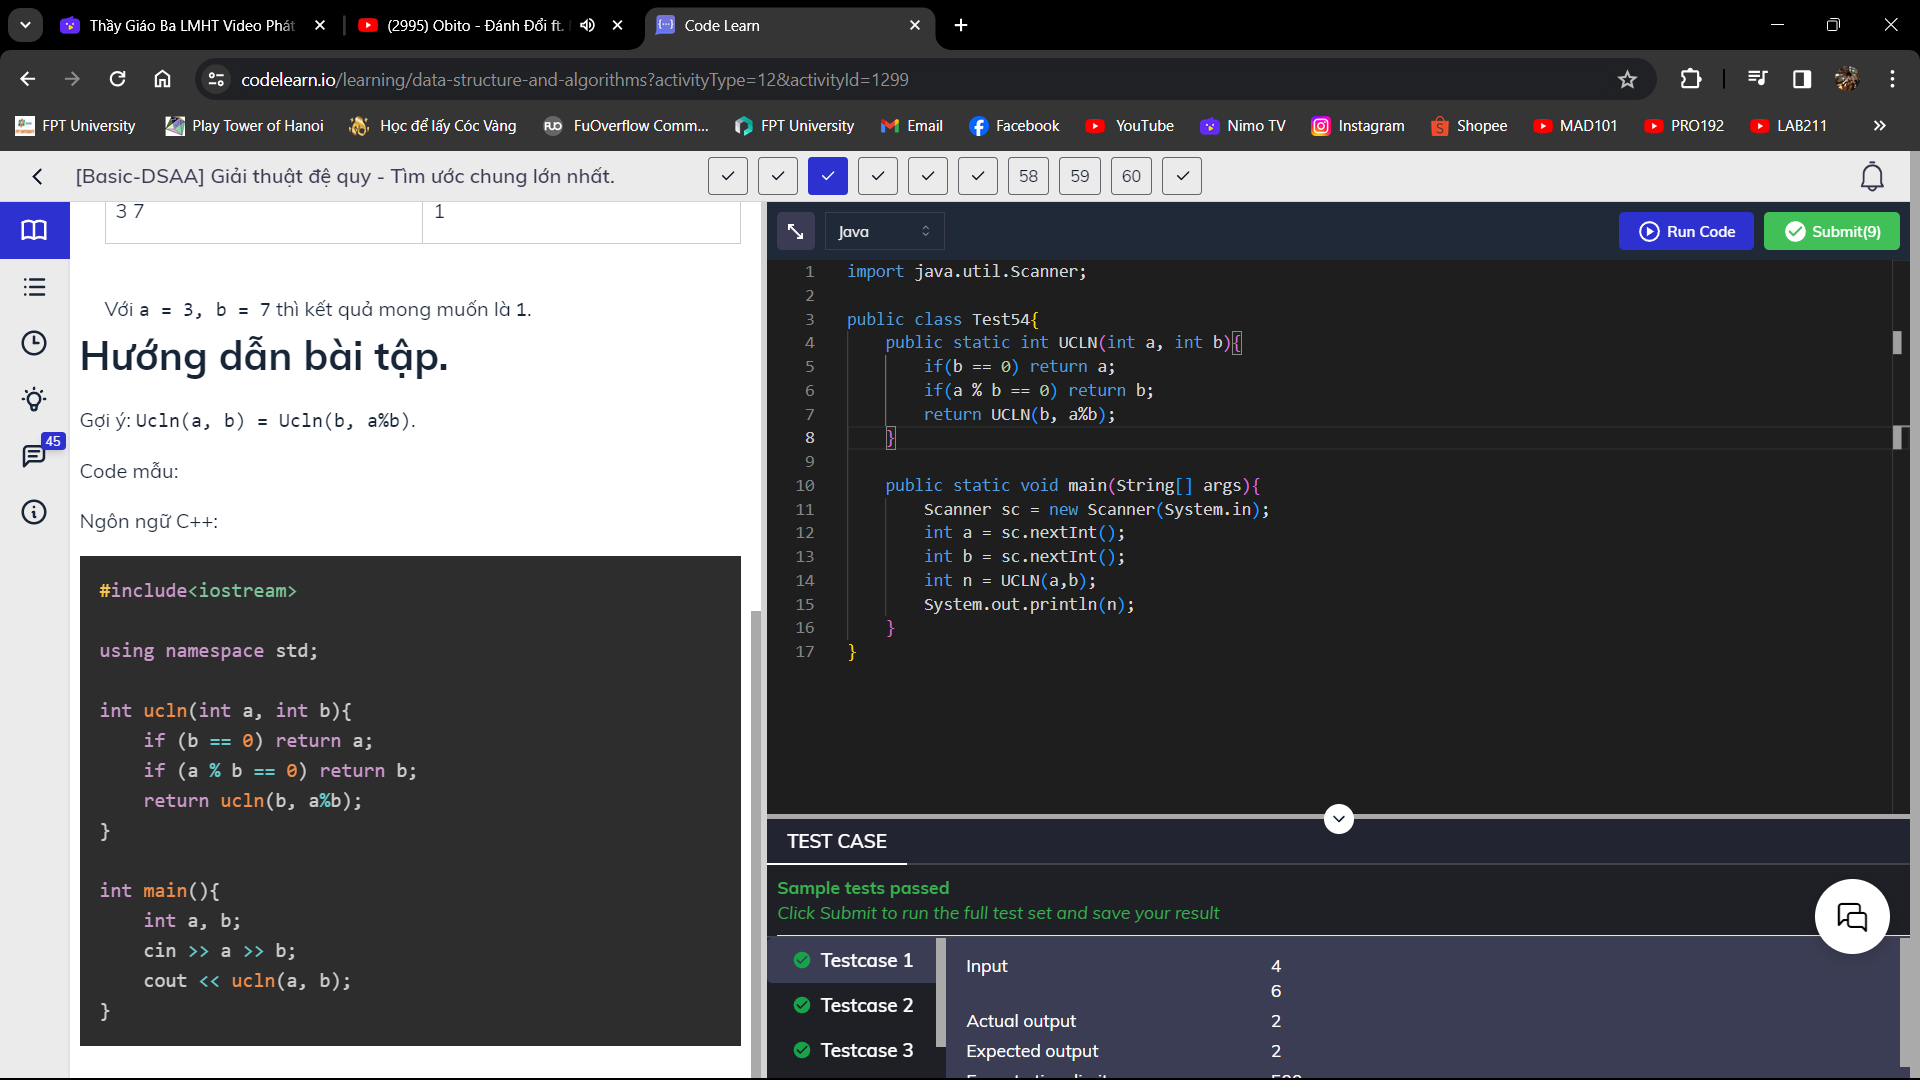 Thầy Giáo Ba LMHT Video Phát
(2995) Obito - Đánh Đổi ft.
Code Learn
codelearn.io/learning/data-structure-and-algorithms?activityType=12&activityId=1299
FPT University
Play Tower of Hanoi
Học để lấy Cóc Vàng
FuOverflow Comm...
FPT University
Email
Facebook
YouTube
Nimo TV
Instagram
Shopee
MAD101
PRO192
LAB211
[Basic-DSAA] Giải thuật đệ quy - Tìm ước chung lớn nhất.
58
59
60
3 7
1
Với a = 3, b = 7 thì kết quả mong muốn là 1.
Hướng dẫn bài tập.
Gợi ý: Ucln(a, b) = Ucln(b, a%b).
45
Code mẫu:
Ngôn ngữ C++:
#include<iostream>
using namespace std;
int ucln(int a, int b){
if (b == 0) return a;
if (a % b == 0) return b;
return ucln(b, a%b);
}
int main(){
int a, b;
cin >> a >> b;
cout << ucln(a, b);
}
Java
Run Code
Submit(9)
1 import java.util.Scanner;
2
3 public class Test54{
4 public static int UCLN(int a, int b){
5 if(b == 0) return a;
6 if(a % b == 0) return b;
7 return UCLN(b, a%b);
8 }
9
10 public static void main(String[] args){
11 Scanner sc = new Scanner(System.in);
12 int a = sc.nextInt();
13 int b = sc.nextInt();
14 int n = UCLN(a,b);
15 System.out.println(n);
16 }
17 }
TEST CASE
Sample tests passed
Click Submit to run the full test set and save your result
Testcase 1
Testcase 2
Testcase 3
Input 4
6
Actual output 2
Expected output 2